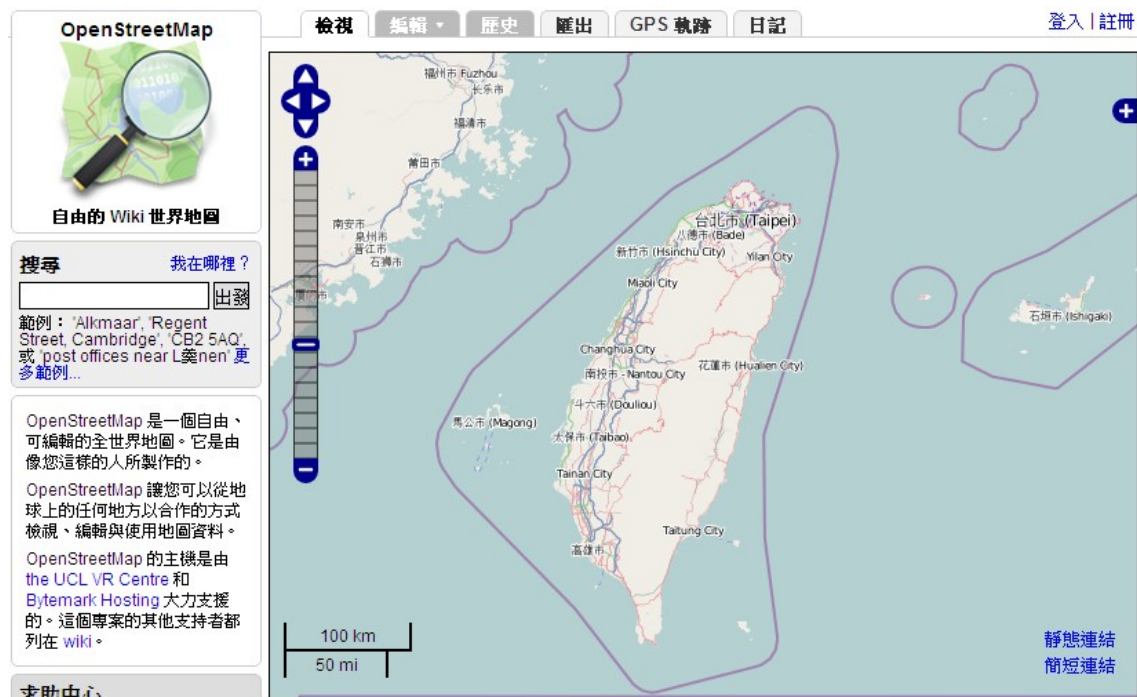 OpenStreetMap
自由的 Wiki 世界地圖
搜尋 我在哪裡？
出發
範例： 'Alkmaar', 'Regent
Street, Cambridge', 'CB2 5AQ',
或 'post offices near L羹nen' 更
多範例...
OpenStreetMap 是一個自由、
可編輯的全世界地圖。它是由
像您這樣的人所製作的。
OpenStreetMap 讓您可以從地
球上的任何地方以合作的方式
檢視、編輯與使用地圖資料。
OpenStreetMap 的主機是由
the UCL VR Centre 和
Bytemark Hosting 大力支援
的。這個專案的其他支持者都
列在 wiki。
求助中心
檢視 編輯 歷史 匯出 GPS 軌跡 日記
登入 | 註冊
福州市 Fuzhou
长乐市
福清市
莆田市
南安市
泉州市
晋江市
石狮市
台北市 (Taipei)
八德市 (Bade)
新竹市 (Hsinchu City)
Yilan City
Miaoli City
石垣市 (Ishigaki)
Changhua City
南投市 - Nantou City
花蓮市 (Hualien City)
斗六市 (Douliou)
馬公市 (Magong)
太保市 (Taibao)
Tainan City
Taitung City
高雄市
100 km
50 mi
靜態連結
簡短連結